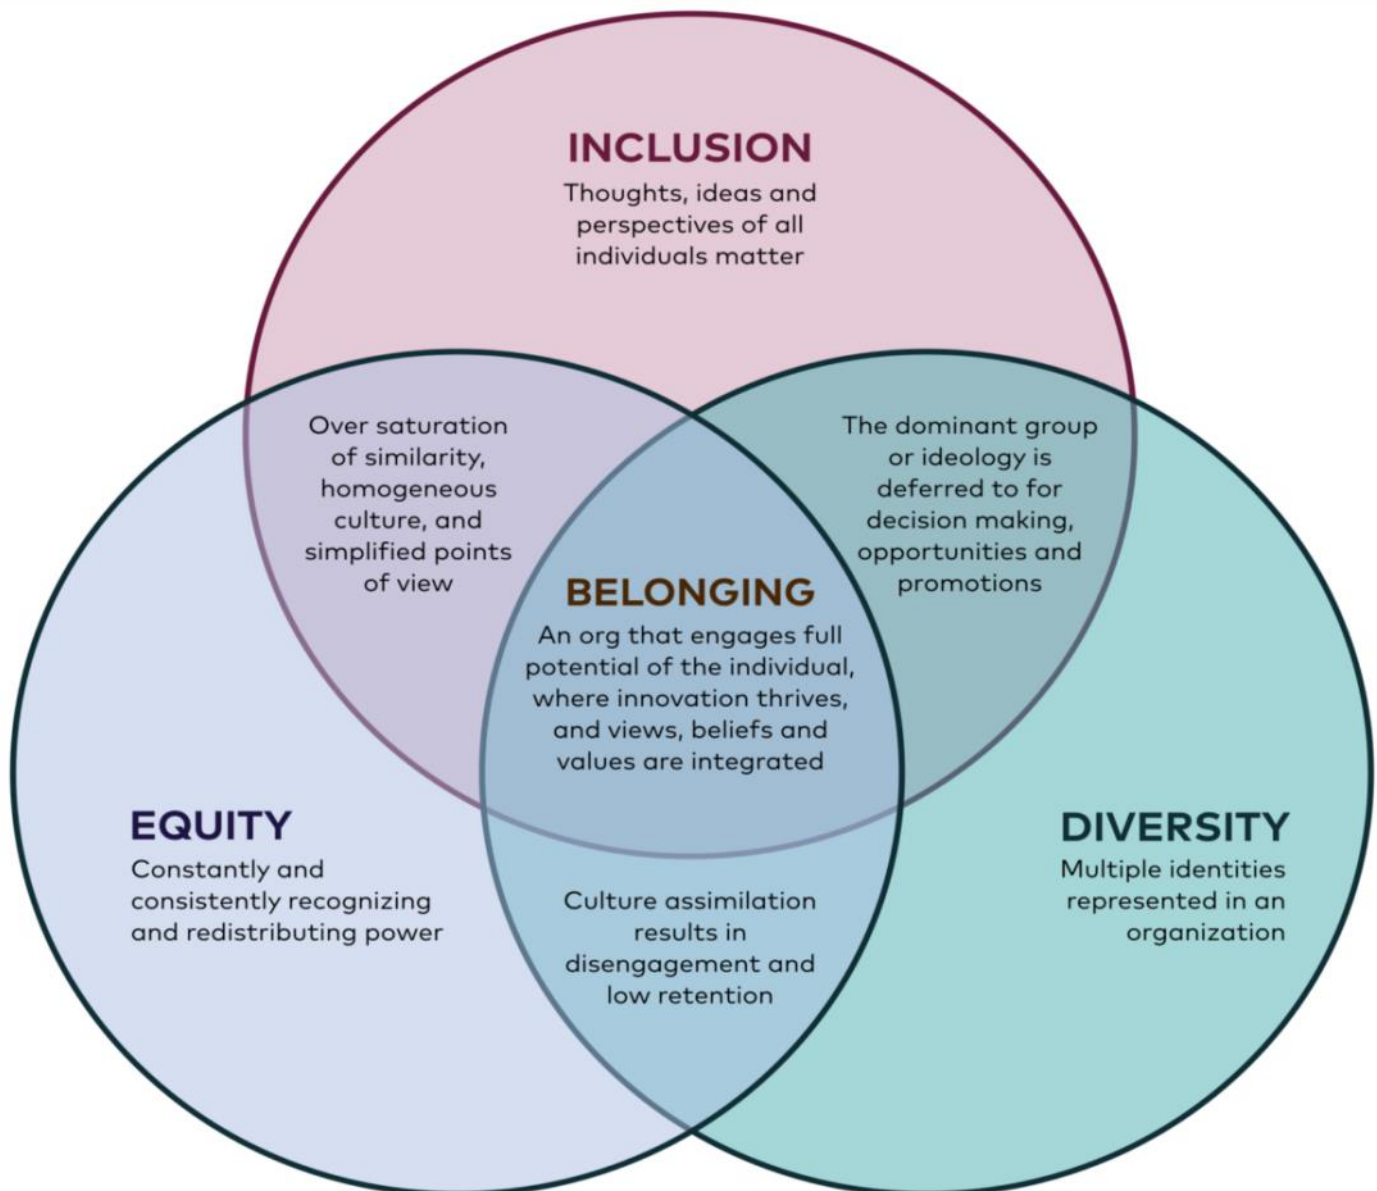 INCLUSION
Thoughts, ideas and
perspectives of all
individuals matter
Over saturation
of similarity,
homogeneous
culture, and
simplified points
of view
The dominant group
or ideology is
deferred to for
decision making,
opportunities and
promotions
BELONGING
An org that engages full
potential of the individual,
where innovation thrives,
and views, beliefs and
values are integrated
EQUITY
Constantly and
consistently recognizing
and redistributing power
DIVERSITY
Multiple identities
represented in an
organization
Culture assimilation
results in
disengagement and
low retention